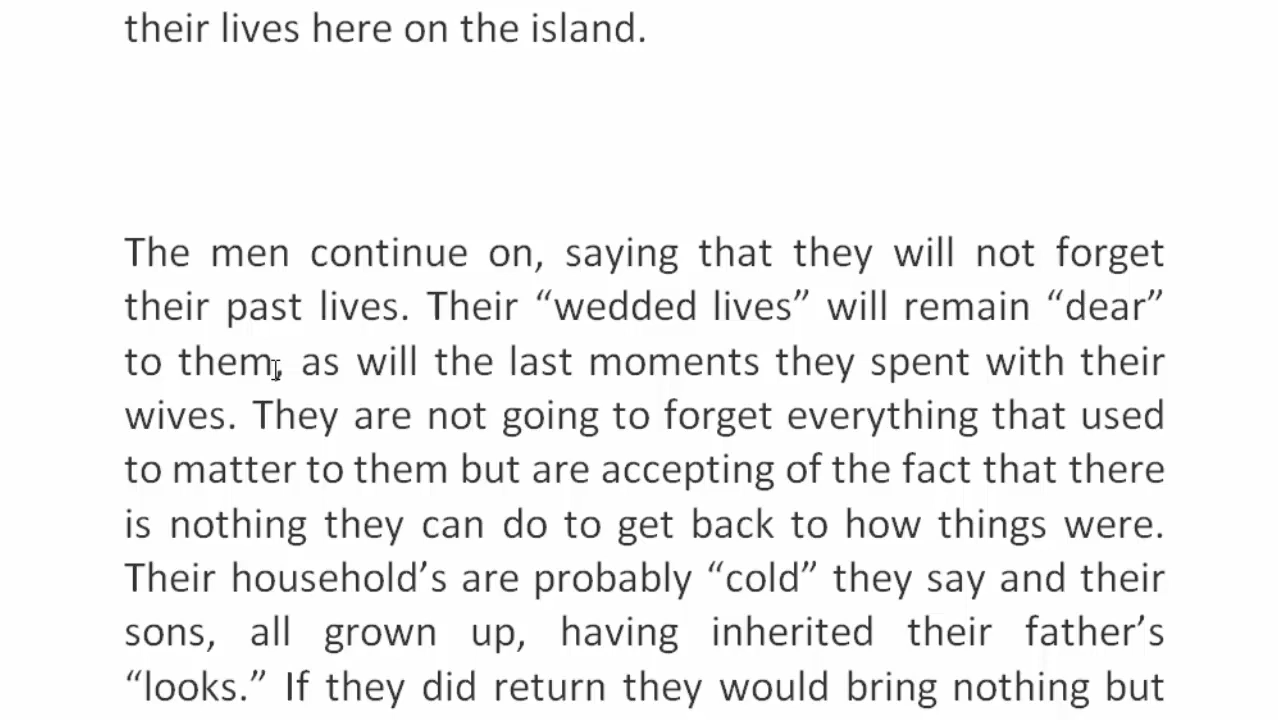 their lives here on the island.
The men continue on, saying that they will not forget
their past lives. Their “wedded lives” will remain “dear”
to them, as will the last moments they spent with their
wives. They are not going to forget everything that used
to matter to them but are accepting of the fact that there
is nothing they can do to get back to how things were.
Their household’s are probably “cold” they say and their
sons, all grown up, having inherited their father’s
“looks.” If they did return they would bring nothing but